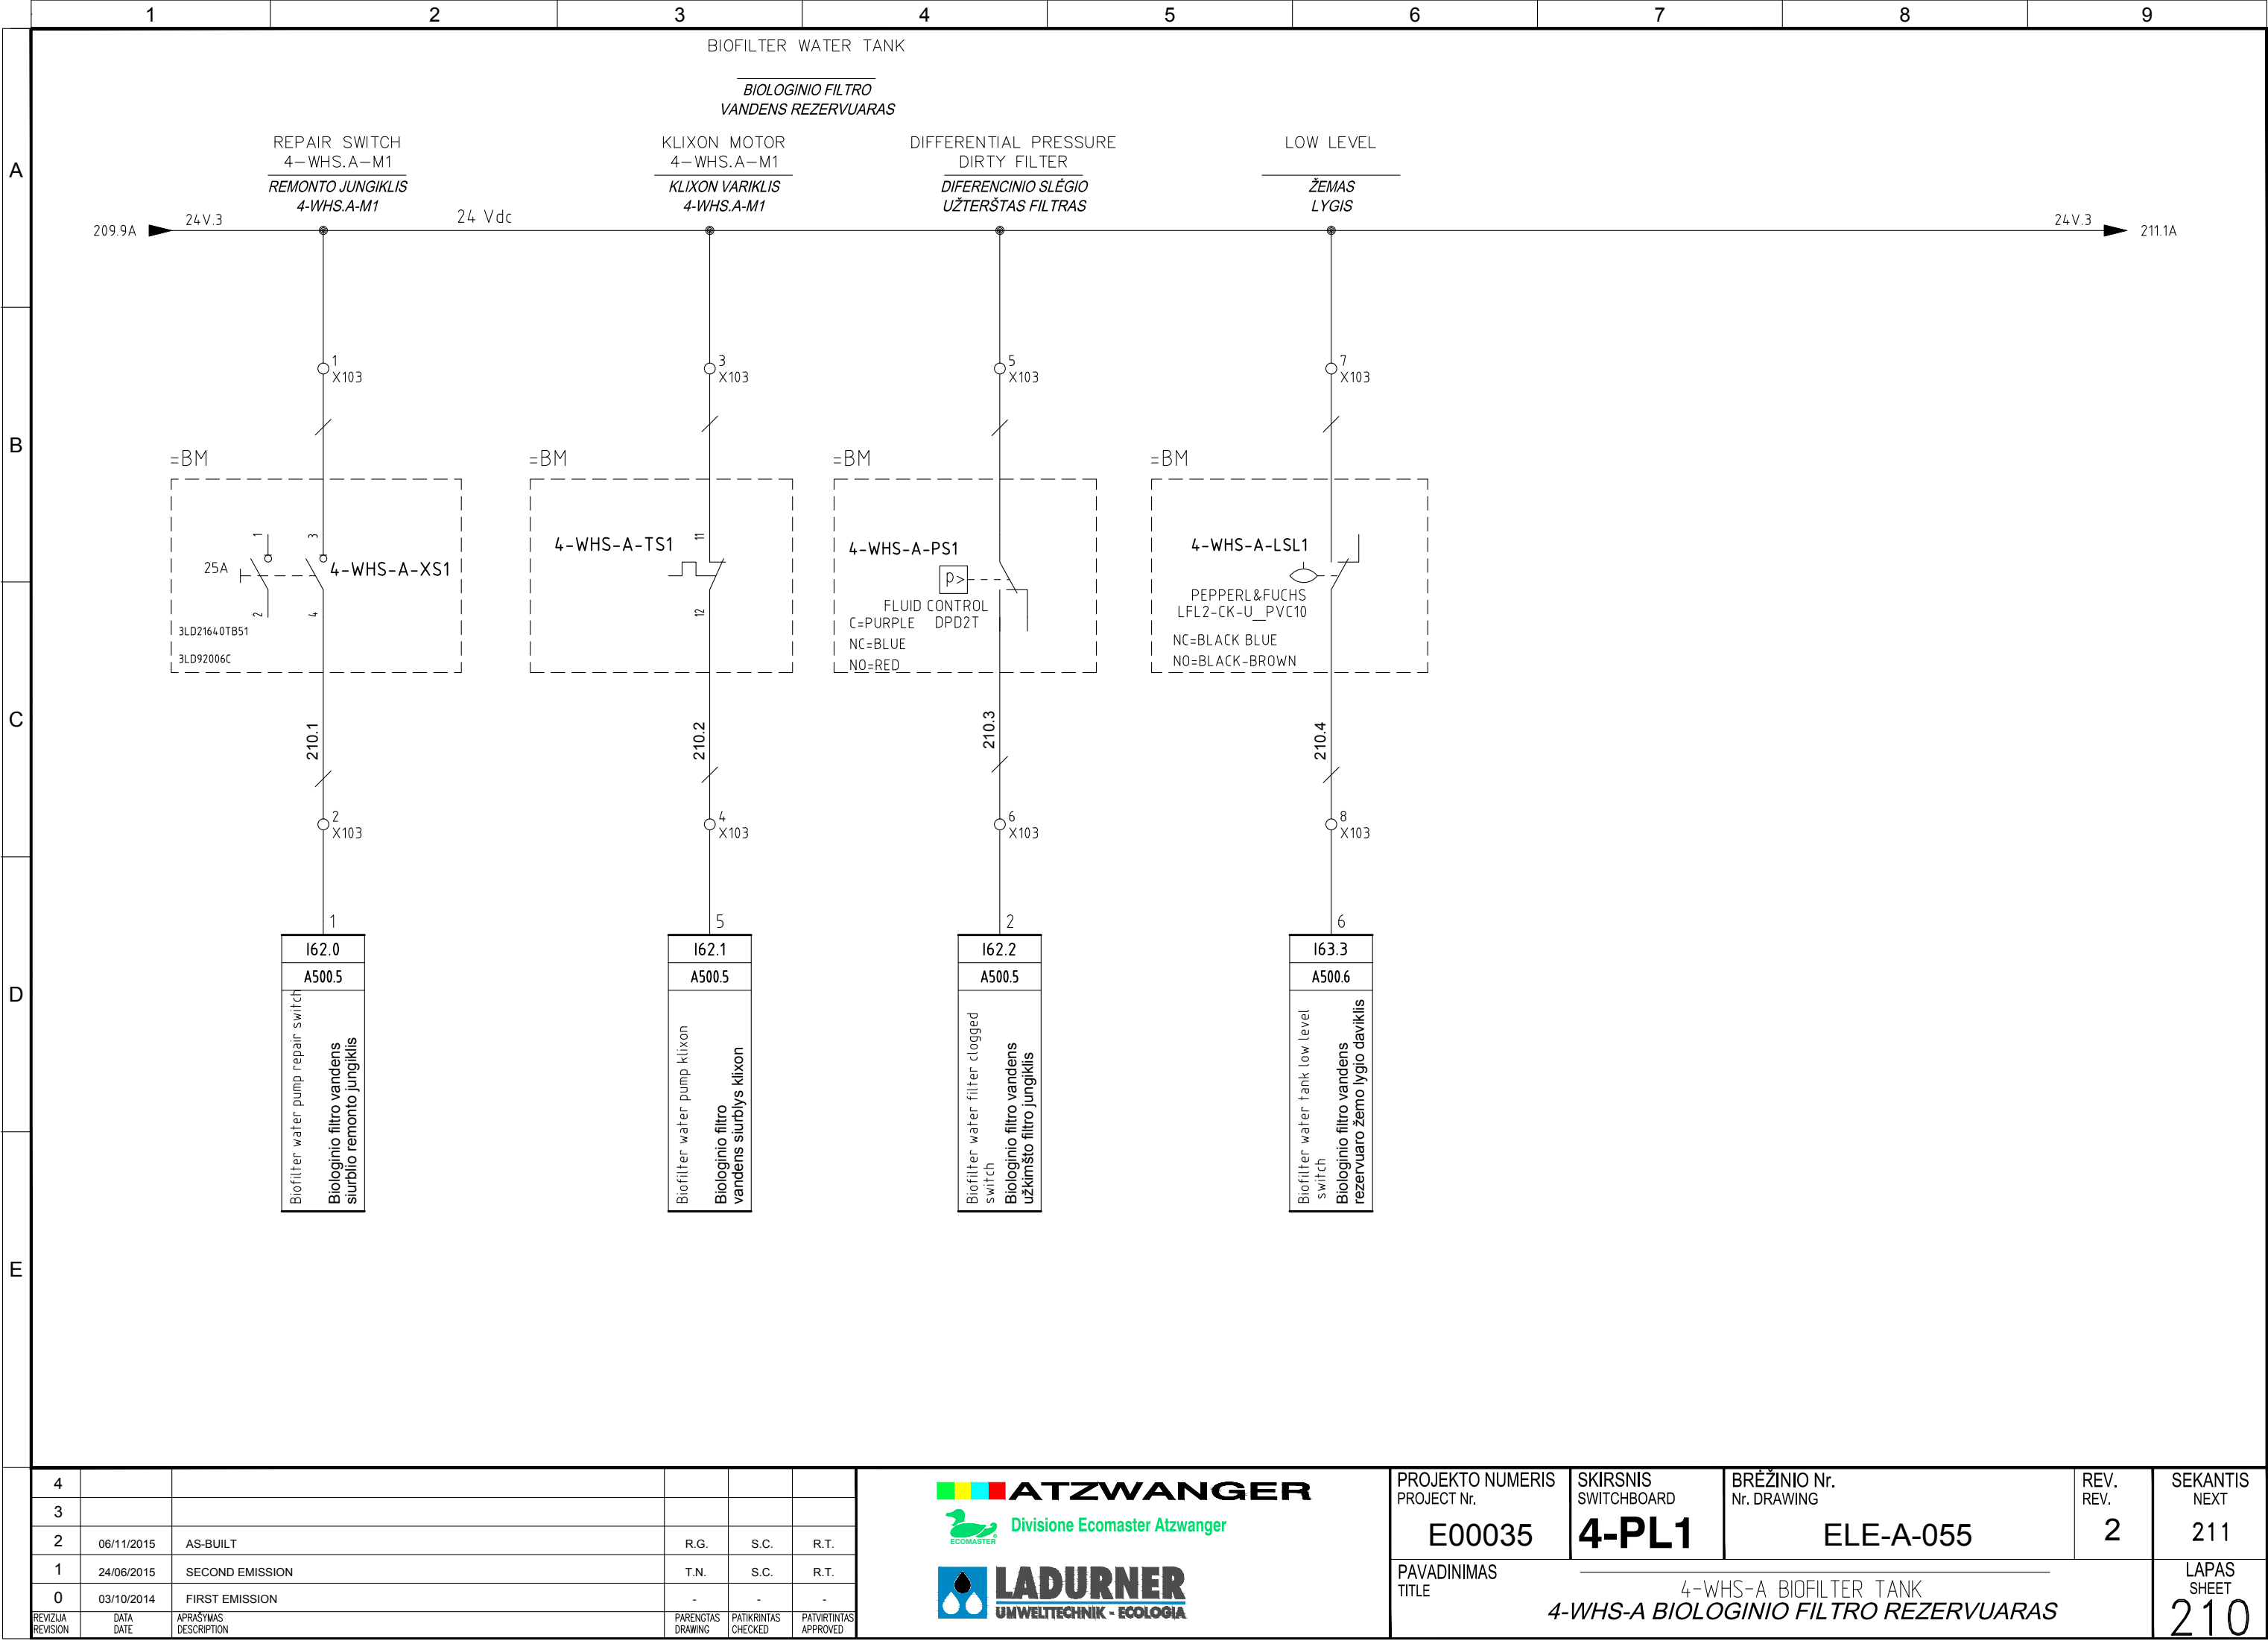 1 2 3 4 5 6 7 8 9
BIOFILTER WATER TANK
BIOLOGINIO FILTRO
VANDENS REZERVUARAS
REPAIR SWITCH
4-WHS.A-M1
REMONTO JUNGIKLIS
4-WHS.A-M1
KLIXON MOTOR
4-WHS.A-M1
KLIXON VARIKLIS
4-WHS.A-M1
DIFFERENTIAL PRESSURE
DIRTY FILTER
DIFERENCINIO SLĖGIO
UŽTERŠTAS FILTRAS
LOW LEVEL
ŽEMAS
LYGIS
A
209.9A 24V.3 24 Vdc 24V.3 211.1A
1
X103
3
X103
5
X103
7
X103
B
=BM =BM =BM =BM
1 3
25A 4-WHS-A-XS1
2 4
3LD21640TB51
3LD92006C
4-WHS-A-TS1
11
12
4-WHS-A-PS1
p>
FLUID CONTROL
C=PURPLE DPD2T
NC=BLUE
NO=RED
4-WHS-A-LSL1
PEPPERL&FUCHS
LFL2-CK-U_PVC10
NC=BLACK BLUE
NO=BLACK-BROWN
C
210.1 210.2 210.3 210.4
2
X103
4
X103
6
X103
8
X103
D
1
I62.0
A500.5
Biofilter water pump repair switch
Biologinio filtro vandens
siurblio remonto jungiklis
5
I62.1
A500.5
Biofilter water pump klixon
Biologinio filtro
vandens siurblys klixon
2
I62.2
A500.5
Biofilter water filter clogged
switch
Biologinio filtro vandens
užkimšto filtro jungiklis
6
I63.3
A500.6
Biofilter water tank low level
switch
Biologinio filtro vandens
rezervuaro žemo lygio daviklis
E
4
3
2 06/11/2015 AS-BUILT R.G. S.C. R.T.
1 24/06/2015 SECOND EMISSION T.N. S.C. R.T.
0 03/10/2014 FIRST EMISSION - - -
REVIZIJA DATA APRAŠYMAS PARENGTAS PATIKRINTAS PATVIRTINTAS
REVISION DATE DESCRIPTION DRAWING CHECKED APPROVED
ATZWANGER
Divisione Ecomaster Atzwanger
ECOMASTER
LADURNER
UMWELTTECHNIK - ECOLOGIA
PROJEKTO NUMERIS
PROJECT Nr.
E00035
SKIRSNIS
SWITCHBOARD
4-PL1
BRĖŽINIO Nr.
Nr. DRAWING
ELE-A-055
REV.
REV.
2
SEKANTIS
NEXT
211
PAVADINIMAS
TITLE
4-WHS-A BIOFILTER TANK
4-WHS-A BIOLOGINIO FILTRO REZERVUARAS
LAPAS
SHEET
210